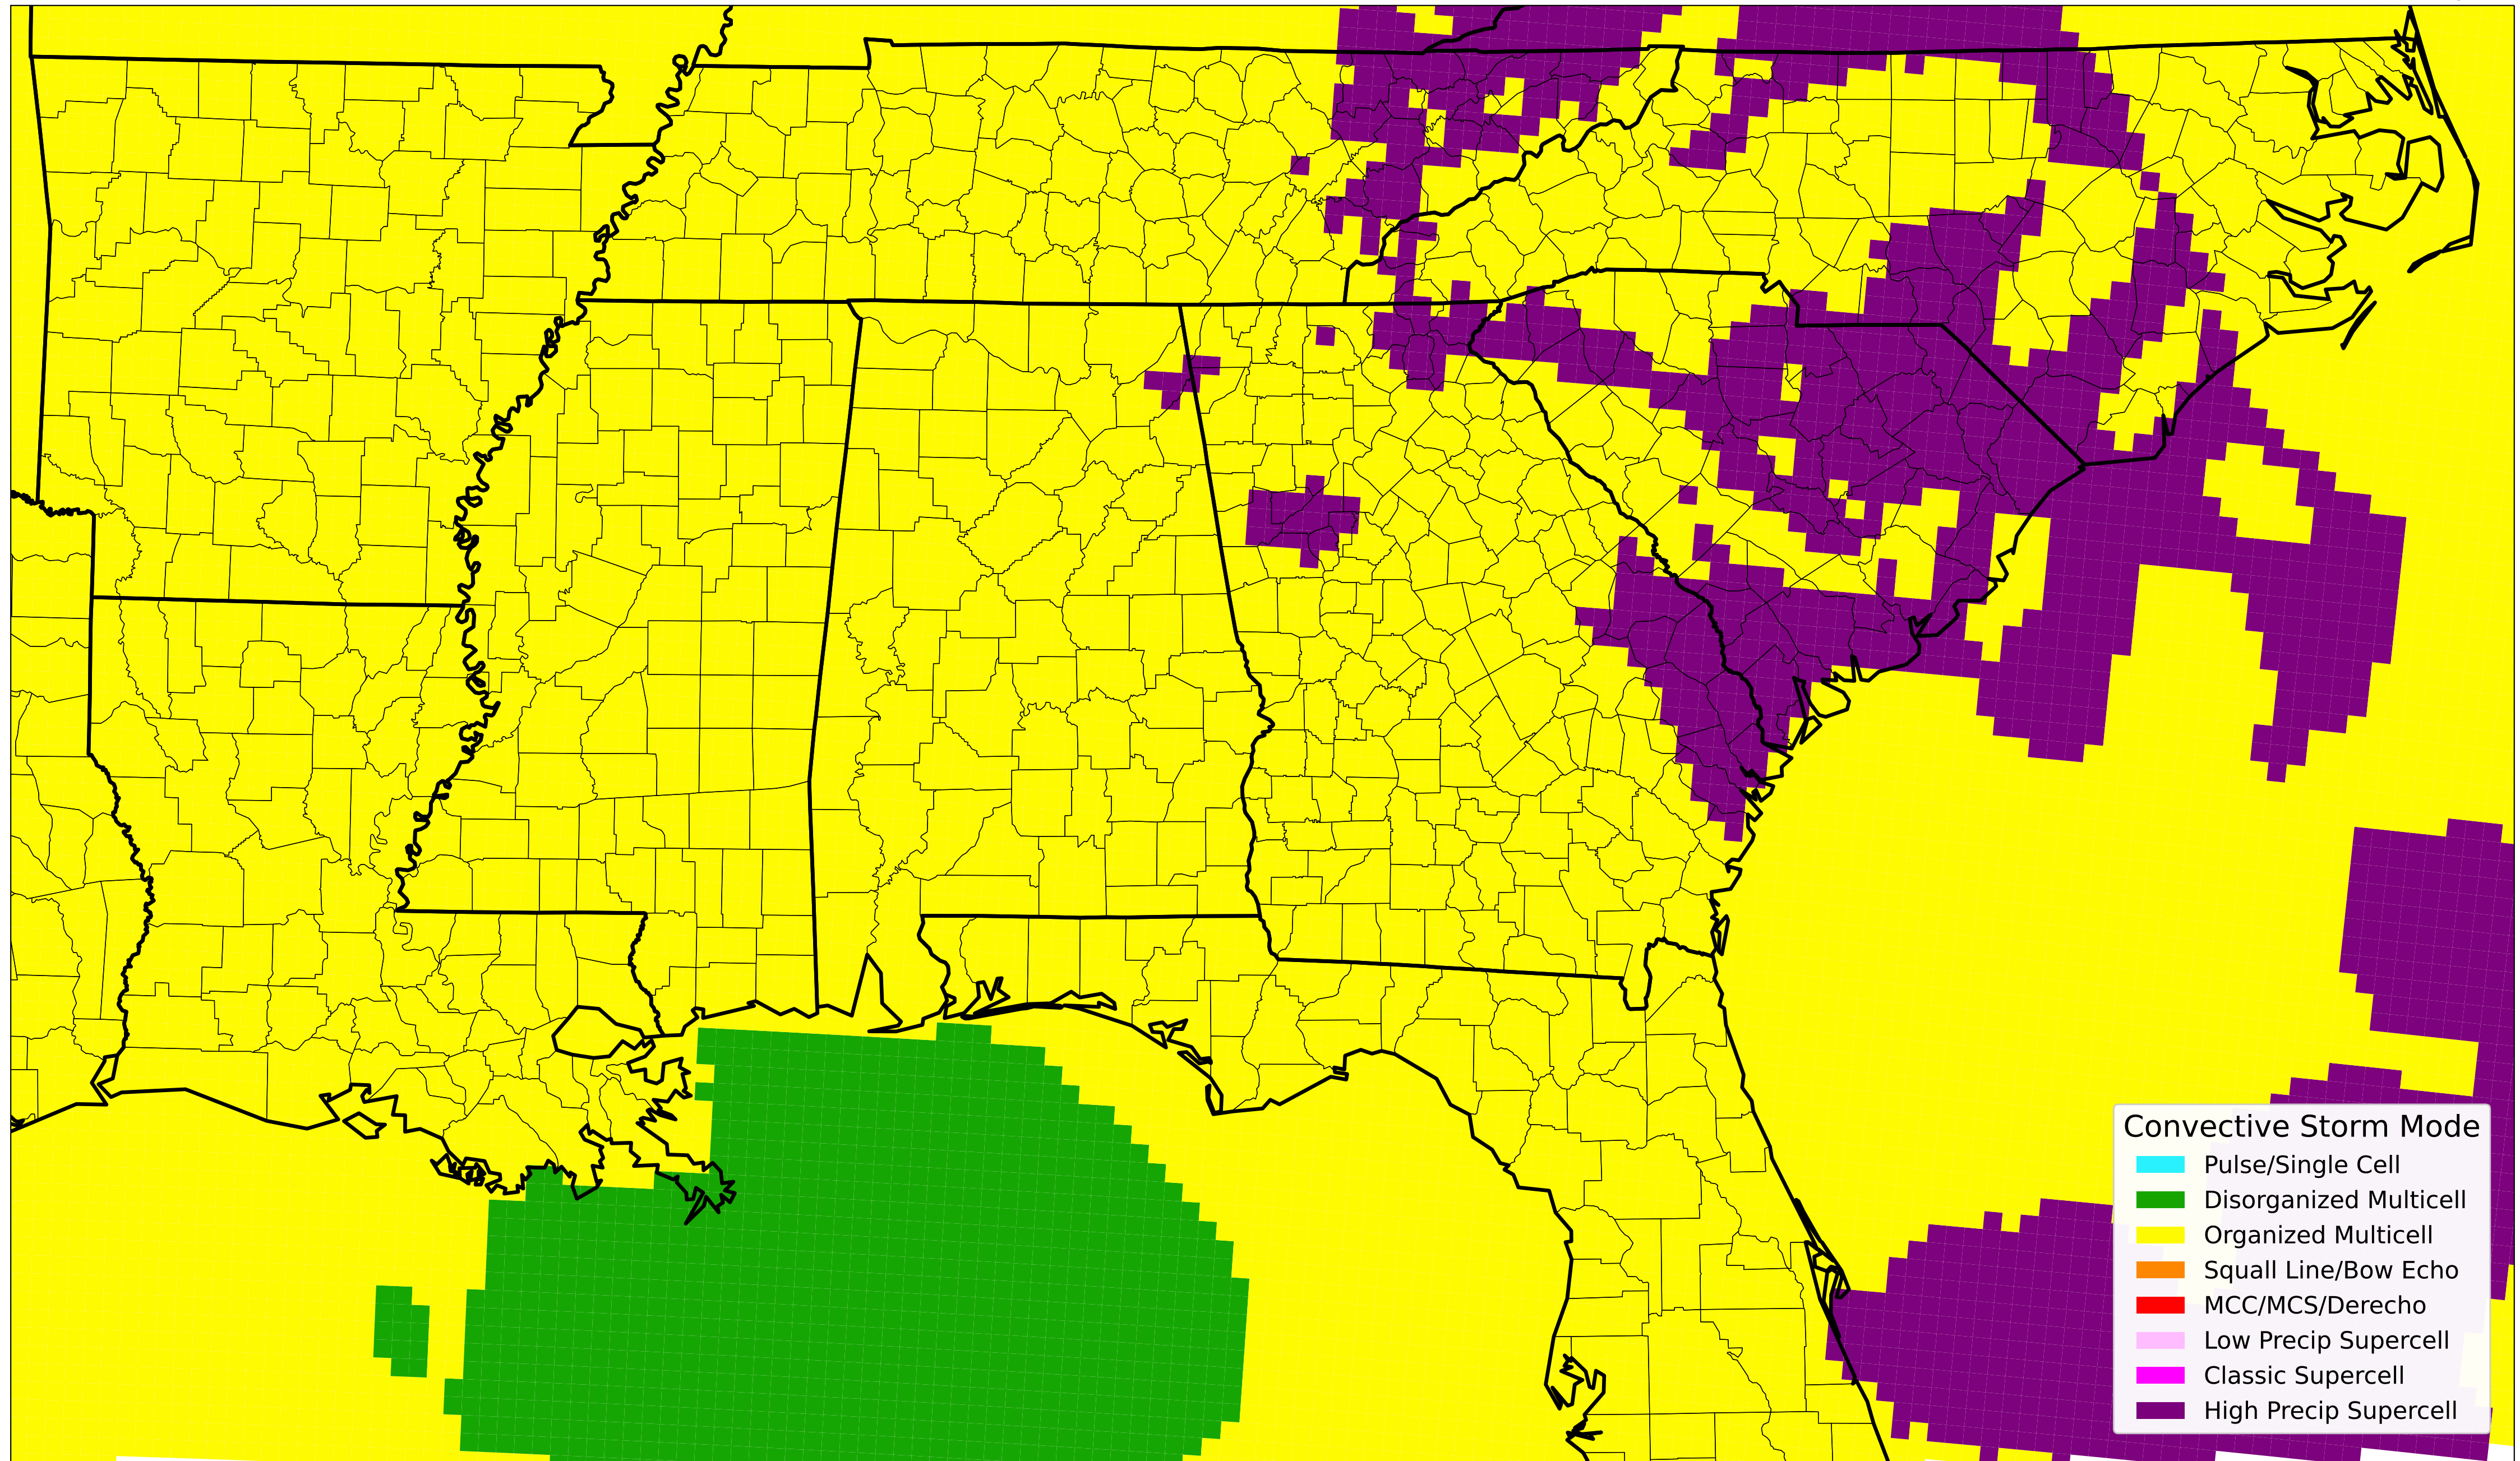 Convective Storm Mode
Pulse/Single Cell
Disorganized Multicell
Organized Multicell
Squall Line/Bow Echo
MCC/MCS/Derecho
Low Precip Supercell
Classic Supercell
High Precip Supercell